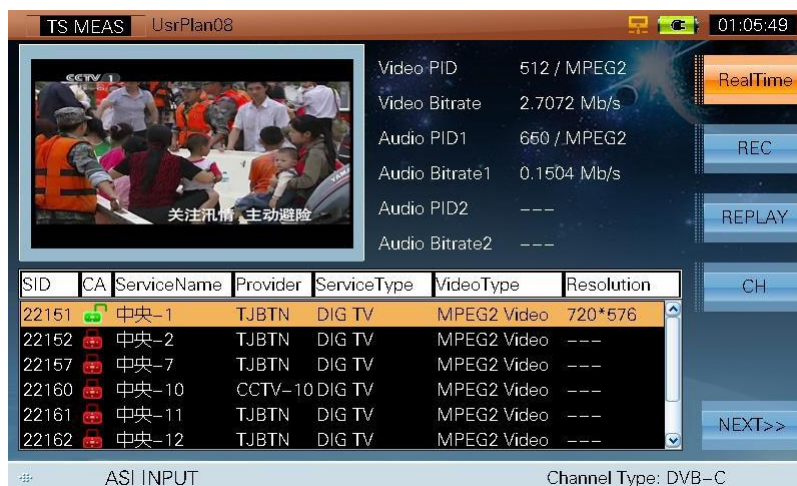 TS MEAS UsrPlan08 01:05:49
CCTV 1
关注汛情 主动避险
YAMA
Video PID 512 / MPEG2
Video Bitrate 2.7072 Mb/s
Audio PID1 650 / MPEG2
Audio Bitrate1 0.1504 Mb/s
Audio PID2 ---
Audio Bitrate2 ---
RealTime
REC
REPLAY
CH
NEXT>>
SID CA ServiceName Provider ServiceType VideoType Resolution
22151 中央-1 TJBTN DIG TV MPEG2 Video 720*576
22152 中央-2 TJBTN DIG TV MPEG2 Video ---
22157 中央-7 TJBTN DIG TV MPEG2 Video ---
22160 中央-10 CCTV-10 DIG TV MPEG2 Video ---
22161 中央-11 TJBTN DIG TV MPEG2 Video ---
22162 中央-12 TJBTN DIG TV MPEG2 Video ---
ASI INPUT Channel Type: DVB-C